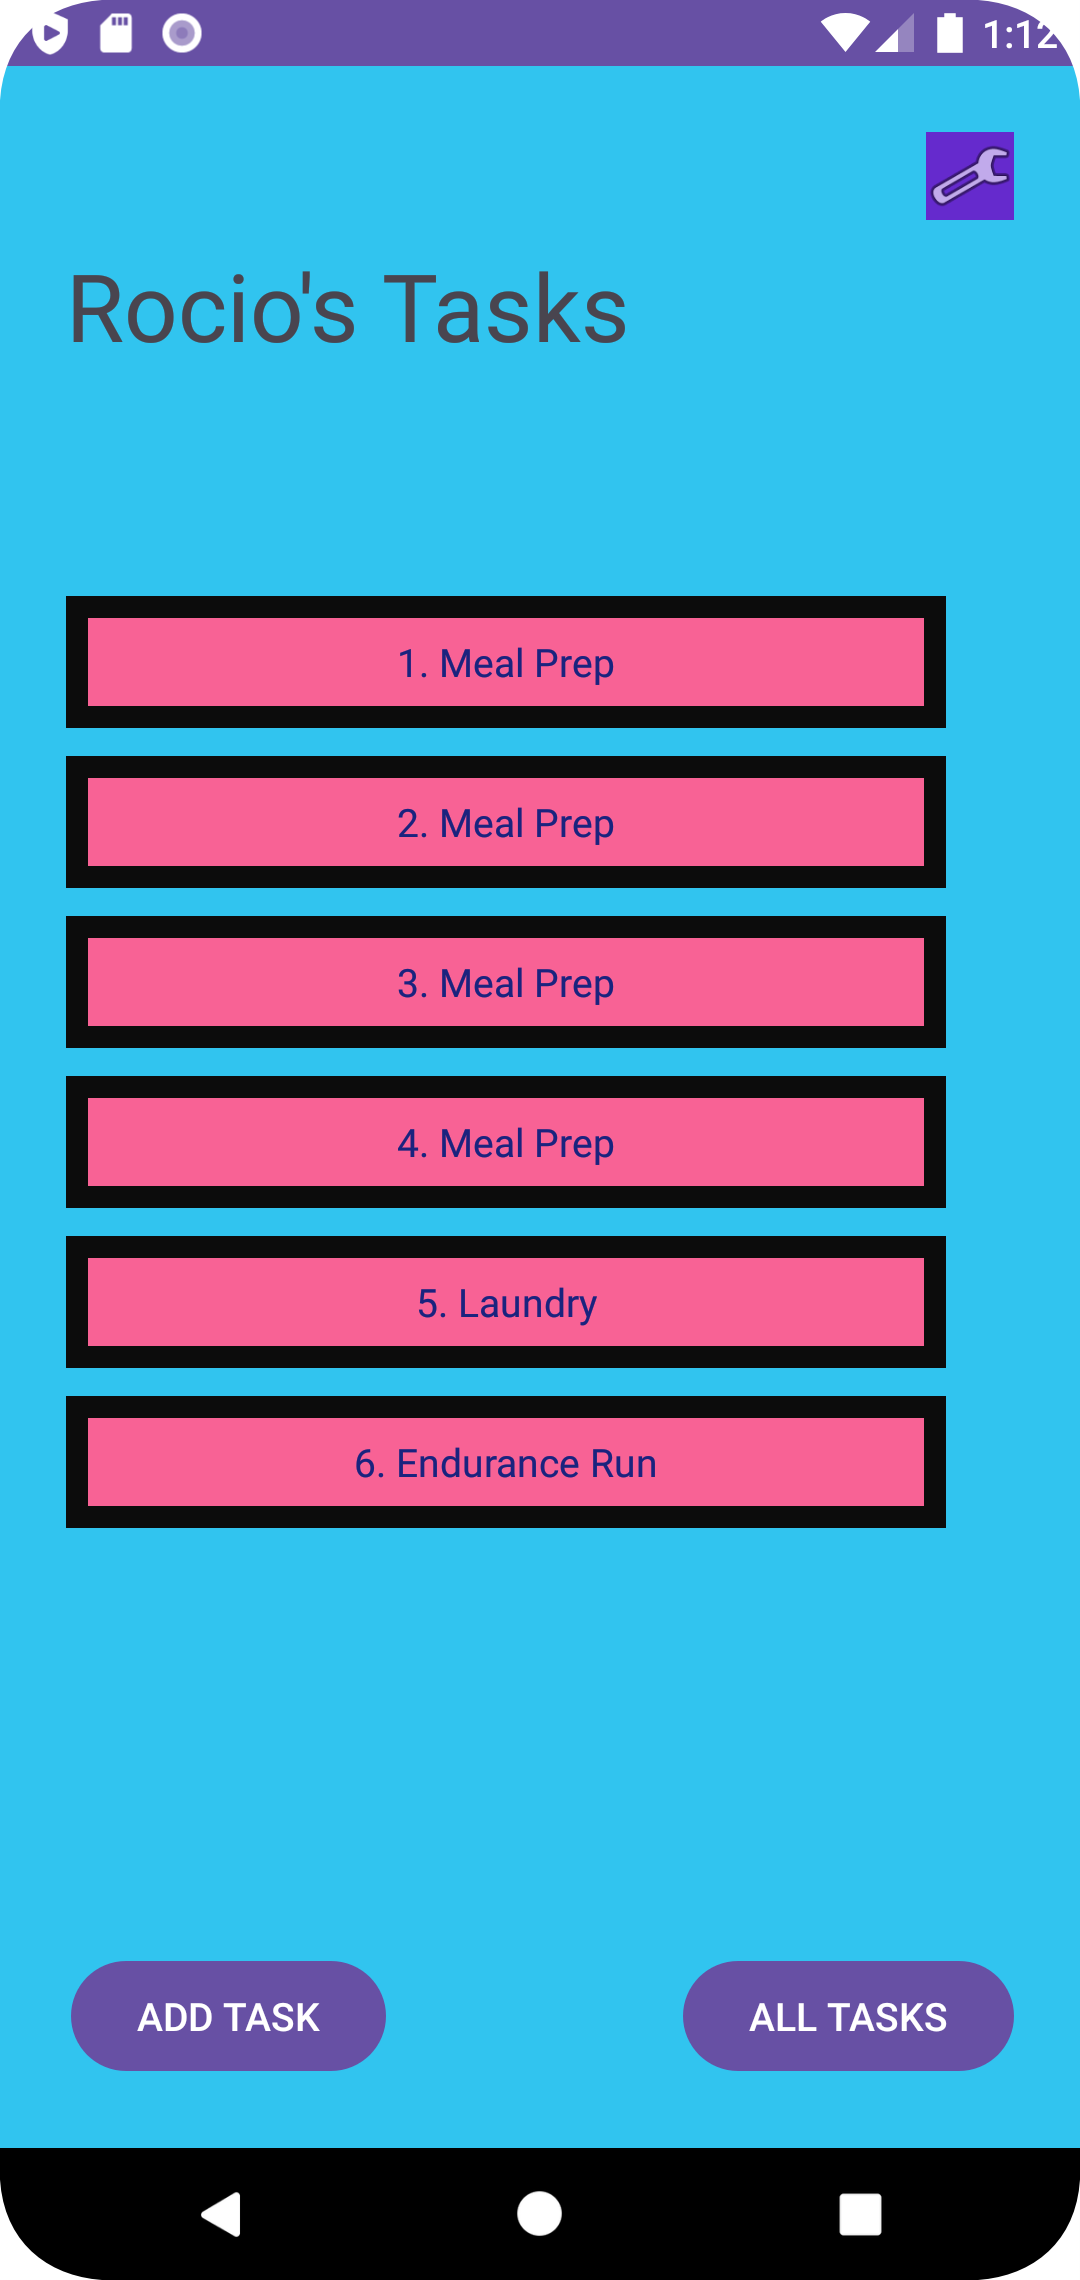 1:12
Rocio's Tasks
1. Meal Prep
2. Meal Prep
3. Meal Prep
4. Meal Prep
5. Laundry
6. Endurance Run
ADD TASK
ALL TASKS